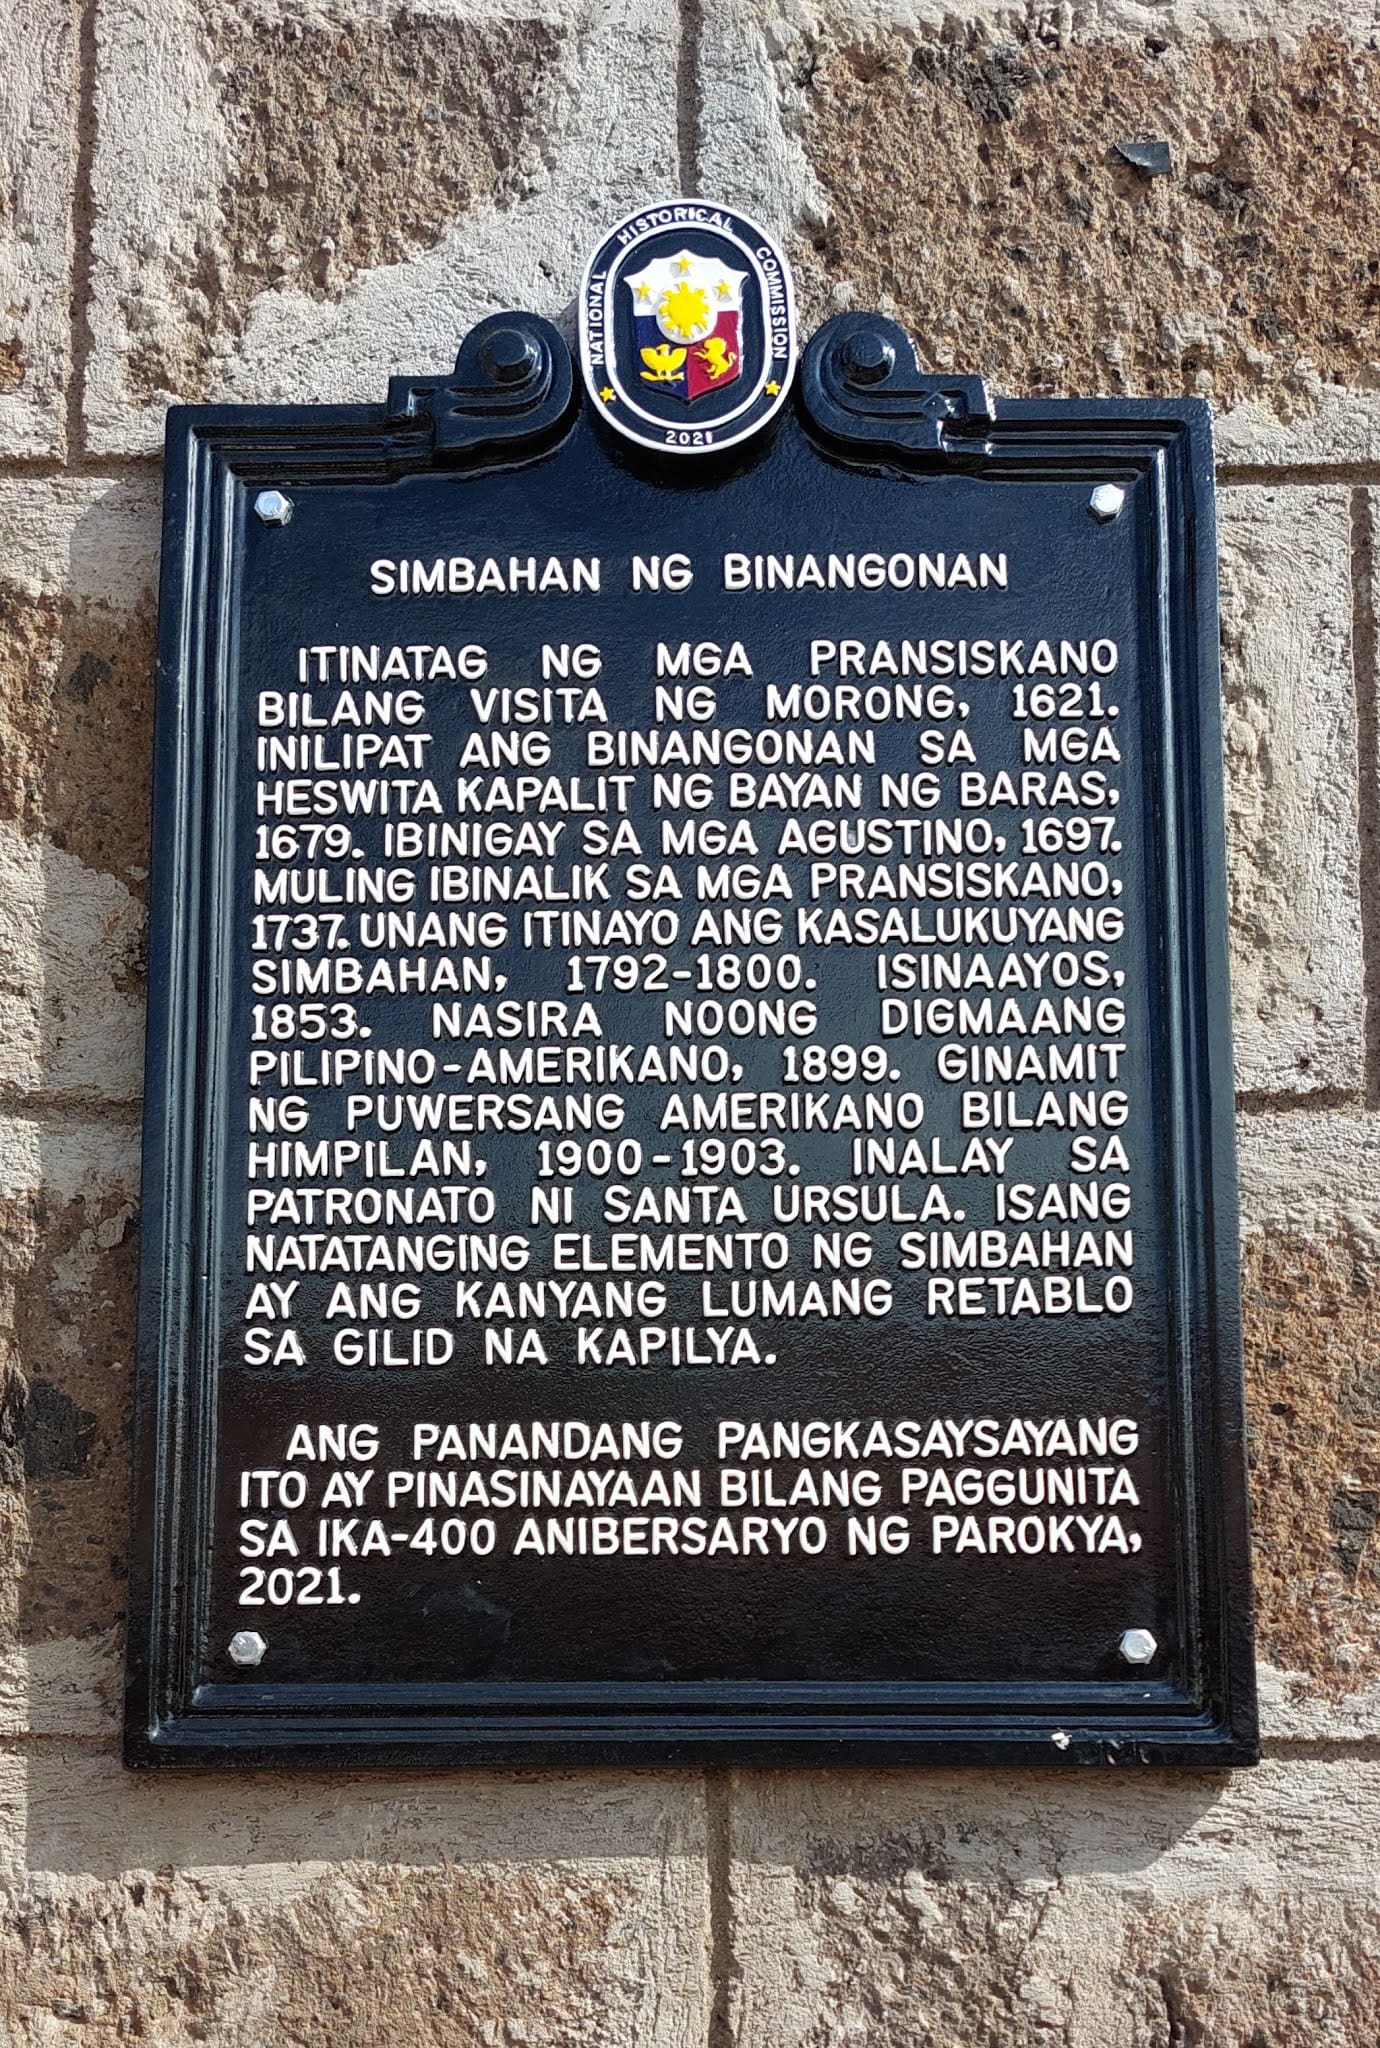 NATIONAL HISTORICAL COMMISSION
2021
SIMBAHAN NG BINANGONAN
ITINATAG NG MGA PRANSISKANO
BILANG VISITA NG MORONG, 1621.
INILIPAT ANG BINANGONAN SA MGA
HESWITA KAPALIT NG BAYAN NG BARAS,
1679. IBINIGAY SA MGA AGUSTINO, 1697.
MULING IBINALIK SA MGA PRANSISKANO,
1737. UNANG ITINAYO ANG KASALUKUYANG
SIMBAHAN, 1792-1800. ISINAAYOS,
1853. NASIRA NOONG DIGMAANG
PILIPINO-AMERIKANO, 1899. GINAMIT
NG PUWERSANG AMERIKANO BILANG
HIMPILAN, 1900-1903. INALAY SA
PATRONATO NI SANTA URSULA. ISANG
NATATANGING ELEMENTO NG SIMBAHAN
AY ANG KANYANG LUMANG RETABLO
SA GILID NA KAPILYA.
ANG PANANDANG PANGKASAYSAYANG
ITO AY PINASINAYAAN BILANG PAGGUNITA
SA IKA-400 ANIBERSARYO NG PAROKYA,
2021.